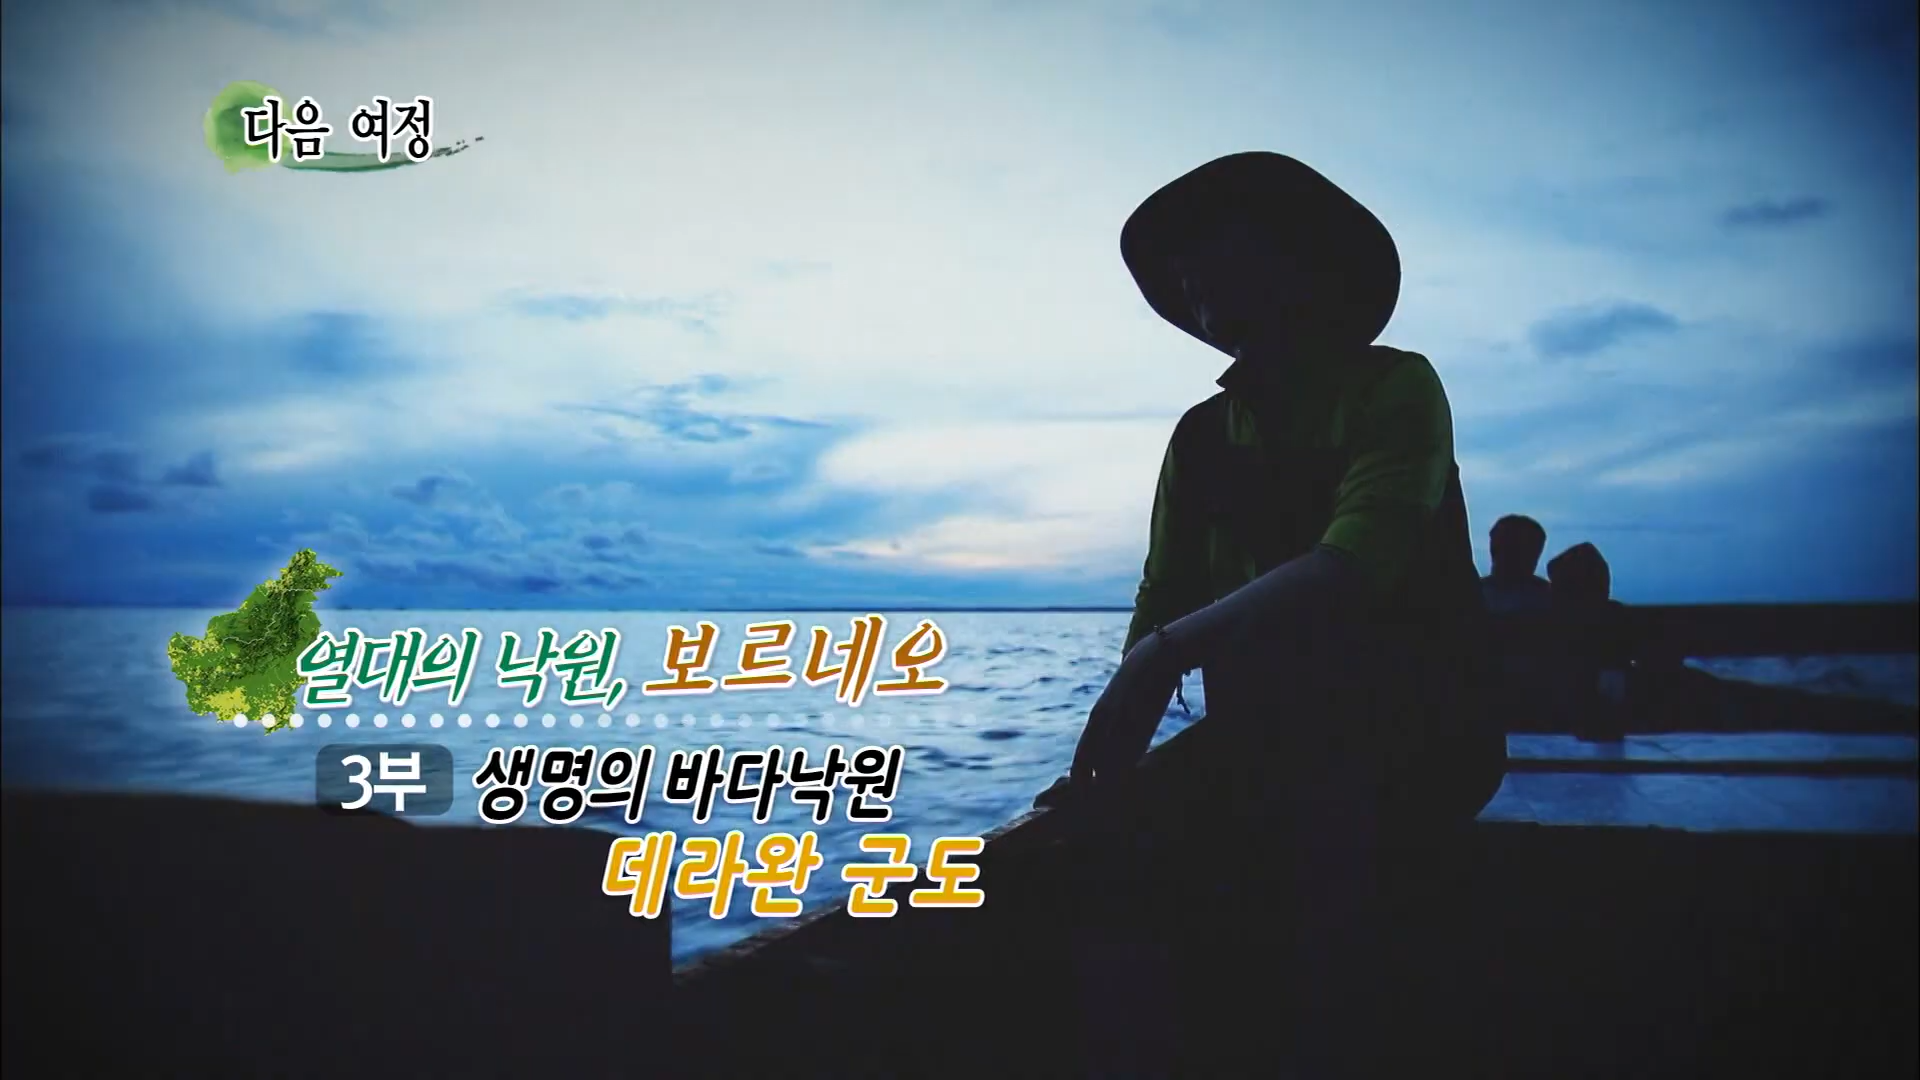 다음 여정
열대의 낙원, 보르네오
3부 생명의 바다낙원
데라완 군도